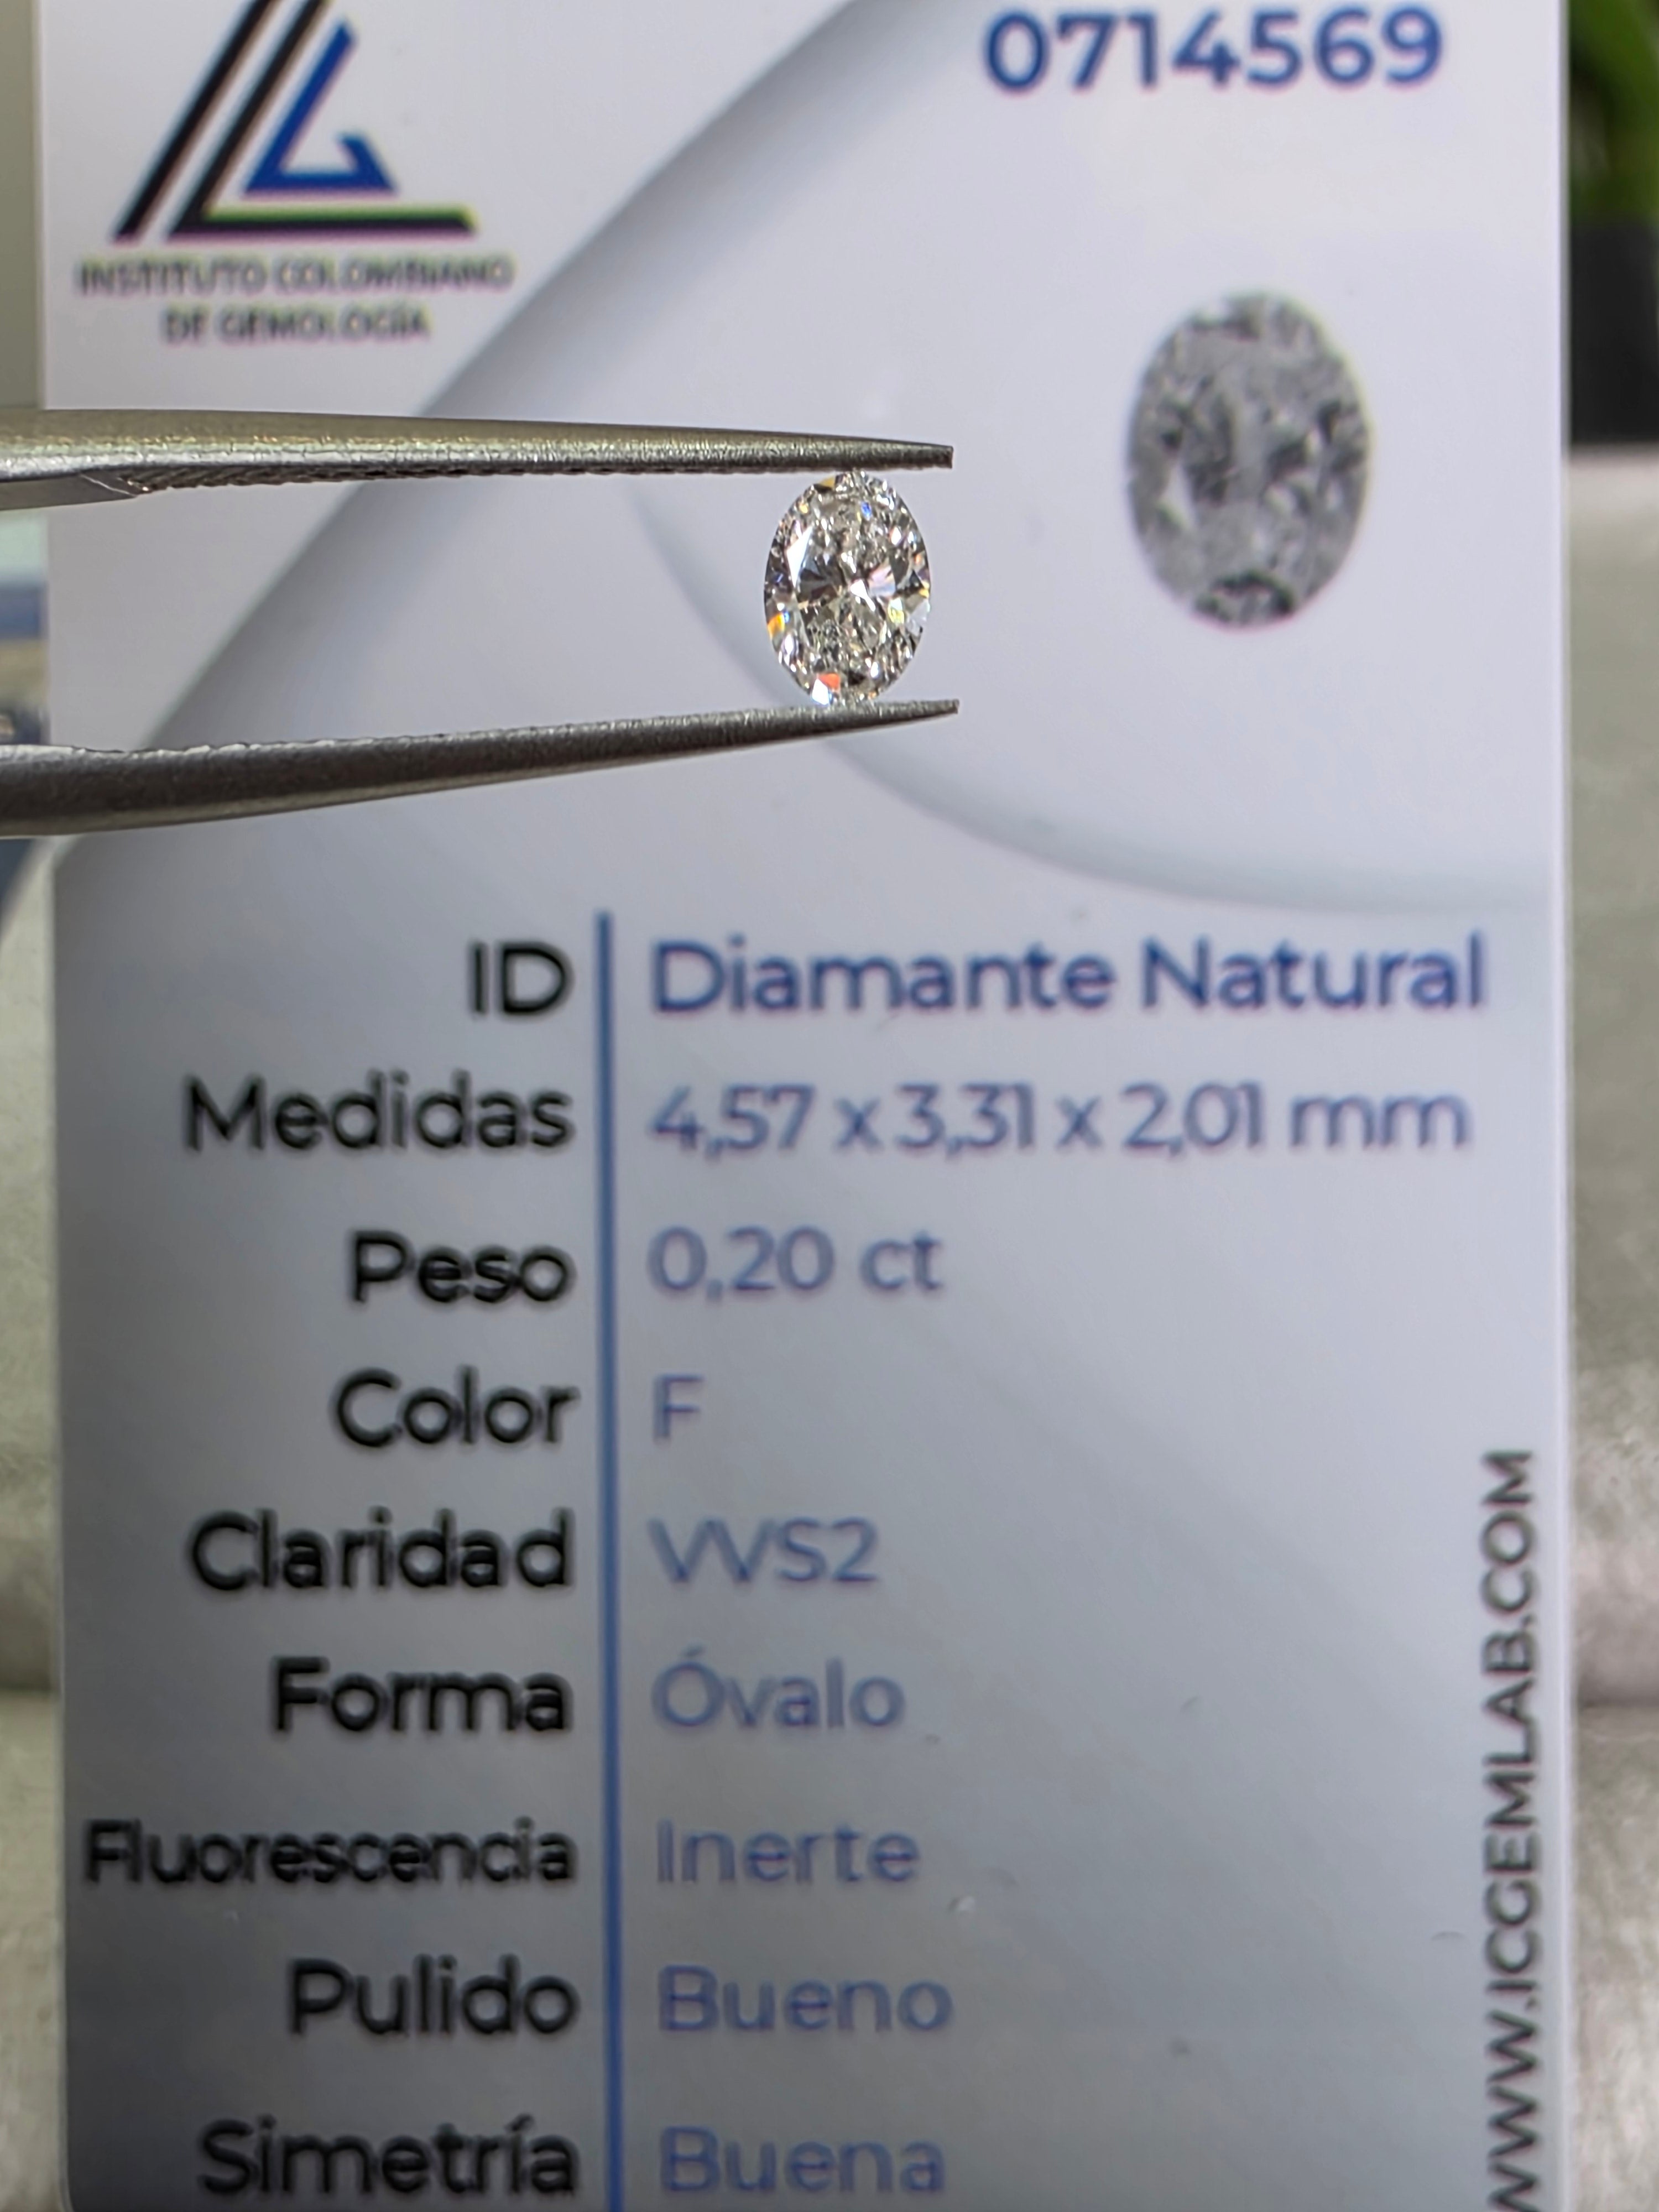 0714569
INSTITUTO COLOMBIANO
DE GEMOLOGÍA
ID Diamante Natural
Medidas 4,57 x 3,31 x 2,01 mm
Peso 0,20 ct
Color F
Claridad VVS2
Forma Óvalo
Fluorescencia Inerte
Pulido Bueno
Simetría Buena
WWW.ICGEMLAB.COM